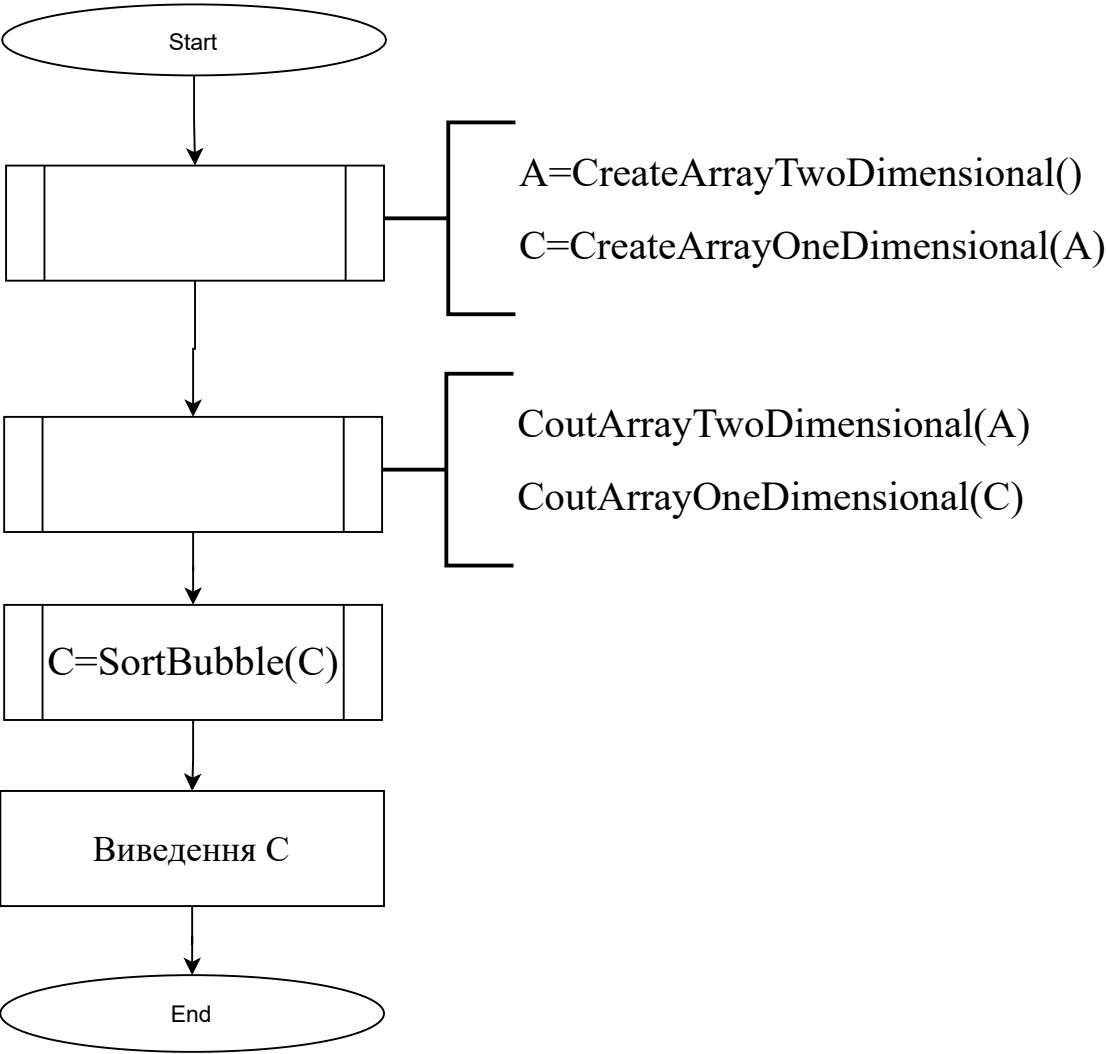 Start
A=CreateArrayTwoDimensional()
C=CreateArrayOneDimensional(A)
CoutArrayTwoDimensional(A)
CoutArrayOneDimensional(C)
C=SortBubble(C)
Виведення C
End